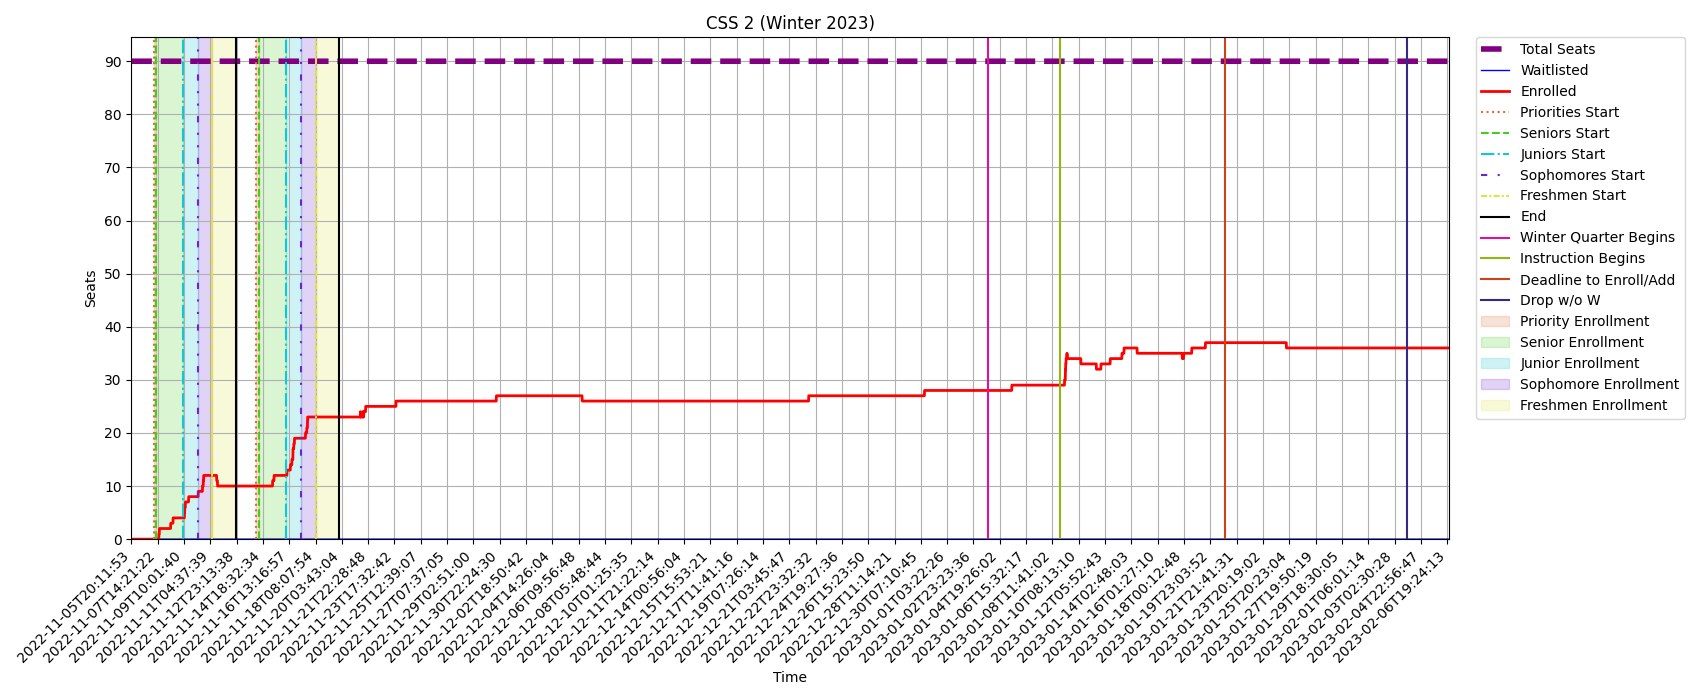 CSS 2 (Winter 2023)
Seats
90
80
70
60
50
40
30
20
10
0
2022-11-05T20:11:53
2022-11-07T14:21:22
2022-11-09T10:01:40
2022-11-11T04:37:39
2022-11-12T23:13:38
2022-11-14T18:32:34
2022-11-16T13:16:57
2022-11-18T08:07:54
2022-11-20T03:43:04
2022-11-21T22:28:48
2022-11-23T17:32:42
2022-11-25T12:39:07
2022-11-27T07:37:05
2022-11-29T02:51:00
2022-11-30T22:24:30
2022-12-02T18:50:42
2022-12-04T14:26:04
2022-12-06T09:56:48
2022-12-08T05:48:44
2022-12-10T01:25:35
2022-12-11T21:22:14
2022-12-14T00:56:04
2022-12-15T15:53:21
2022-12-17T11:41:16
2022-12-19T07:26:14
2022-12-21T03:45:47
2022-12-22T23:32:32
2022-12-24T19:27:36
2022-12-26T15:23:50
2022-12-28T11:14:21
2022-12-30T07:10:45
2023-01-01T03:22:26
2023-01-02T23:23:36
2023-01-04T19:26:02
2023-01-06T15:32:17
2023-01-08T11:41:02
2023-01-10T08:13:10
2023-01-12T05:52:43
2023-01-14T02:48:03
2023-01-16T01:27:10
2023-01-18T00:12:48
2023-01-19T23:03:52
2023-01-21T21:41:31
2023-01-23T20:19:02
2023-01-25T20:23:04
2023-01-27T19:50:19
2023-01-29T18:30:05
2023-02-01T06:01:14
2023-02-03T02:30:28
2023-02-04T22:56:47
2023-02-06T19:24:13
Time
Total Seats
Waitlisted
Enrolled
Priorities Start
Seniors Start
Juniors Start
Sophomores Start
Freshmen Start
End
Winter Quarter Begins
Instruction Begins
Deadline to Enroll/Add
Drop w/o W
Priority Enrollment
Senior Enrollment
Junior Enrollment
Sophomore Enrollment
Freshmen Enrollment